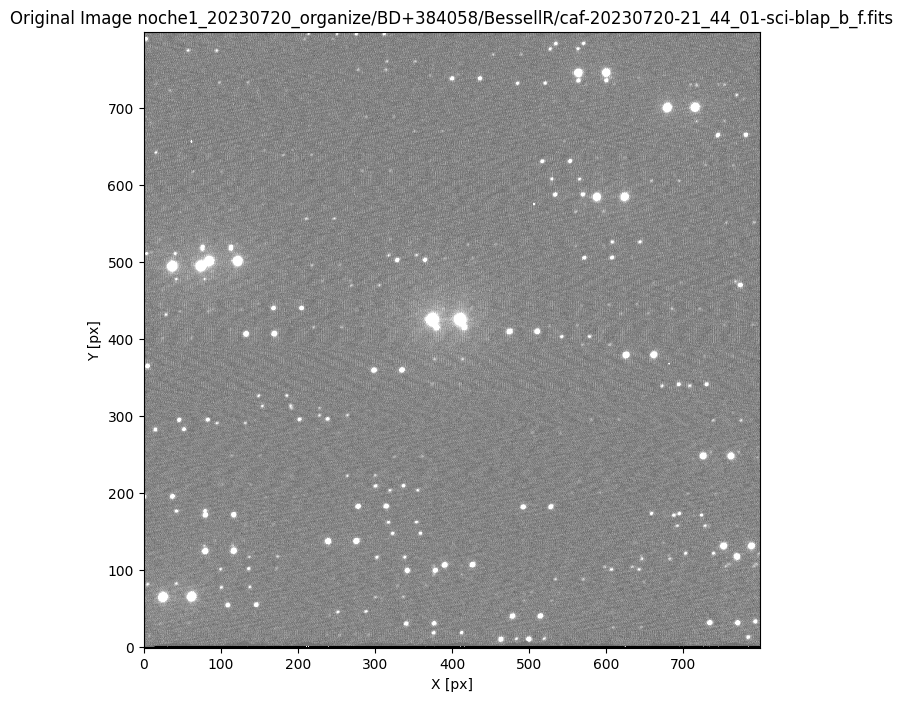 Original Image noche1_20230720_organize/BD+384058/BessellR/caf-20230720-21_44_01-sci-blap_b_f.fits
700
600
500
400
300
200
100
0
Y [px]
0 100 200 300 400 500 600 700
X [px]